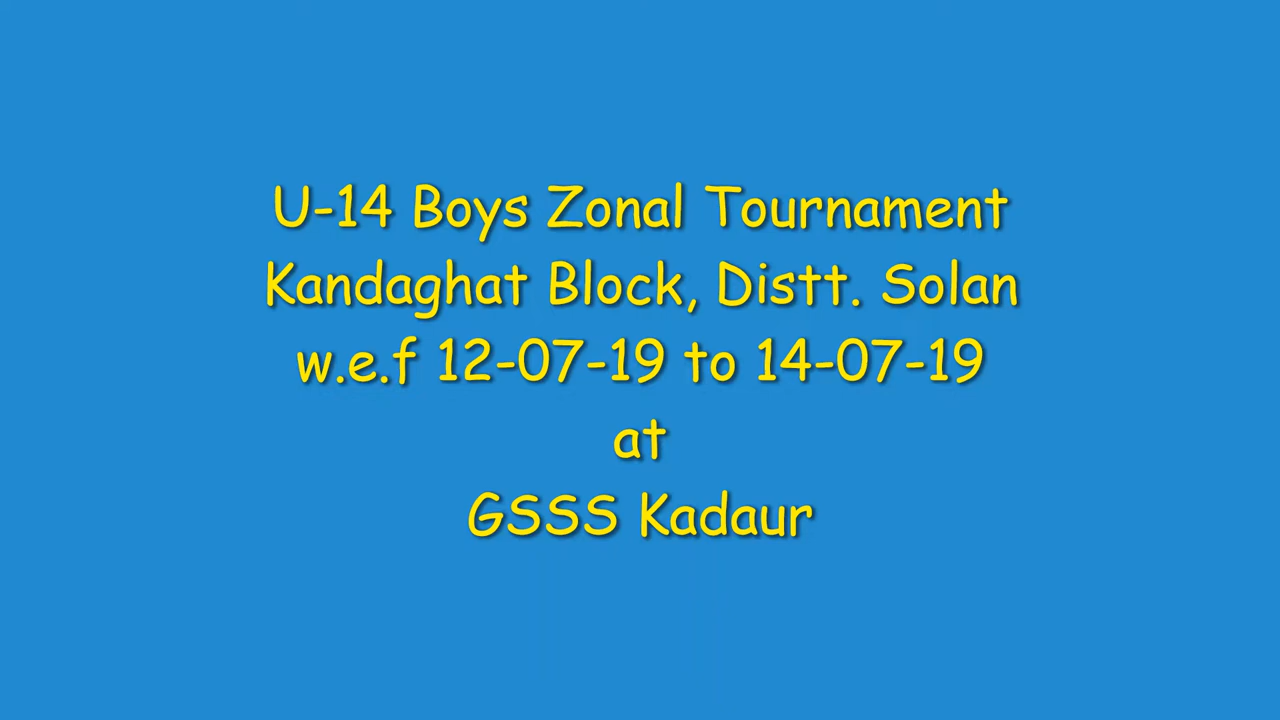 U-14 Boys Zonal Tournament
Kandaghat Block, Distt. Solan
w.e.f 12-07-19 to 14-07-19
at
GSSS Kadaur